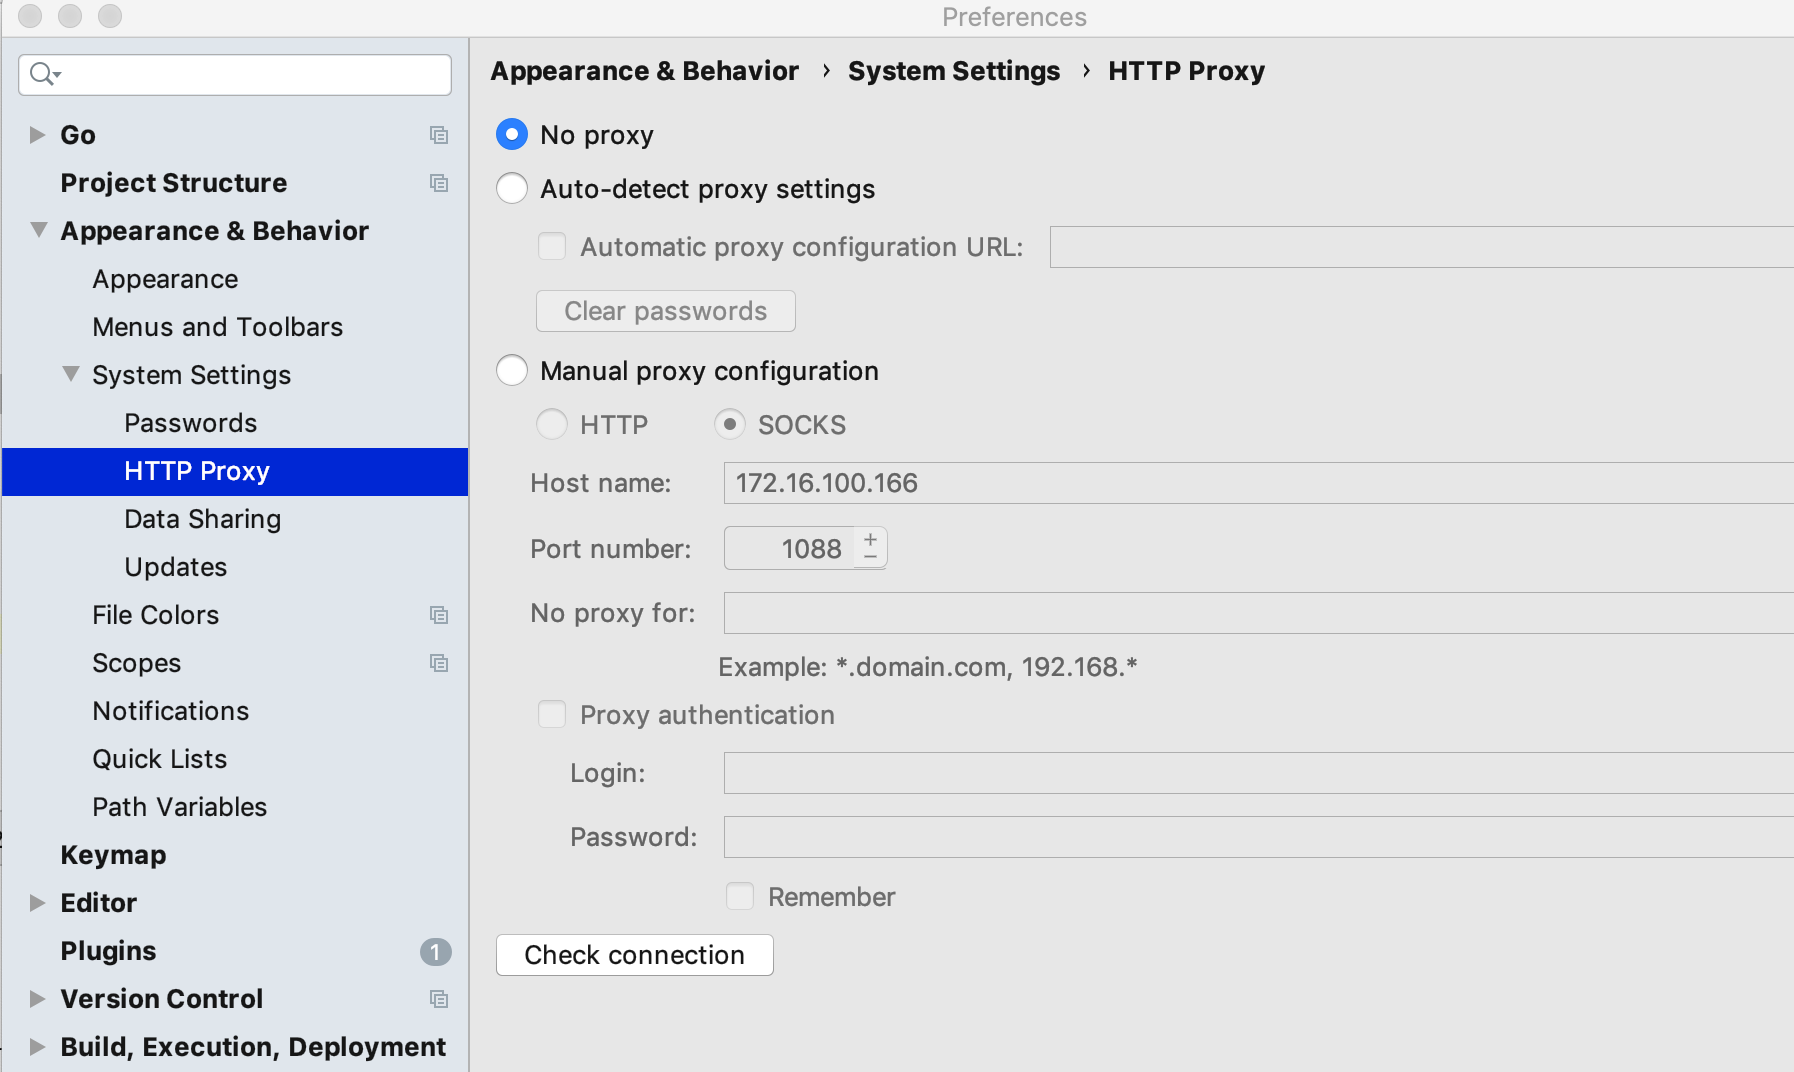 Preferences
Go
Project Structure
Appearance & Behavior
Appearance
Menus and Toolbars
System Settings
Passwords
HTTP Proxy
Data Sharing
Updates
File Colors
Scopes
Notifications
Quick Lists
Path Variables
Keymap
Editor
Plugins 1
Version Control
Build, Execution, Deployment
Appearance & Behavior › System Settings › HTTP Proxy
No proxy
Auto-detect proxy settings
Automatic proxy configuration URL:
Clear passwords
Manual proxy configuration
HTTP SOCKS
Host name: 172.16.100.166
Port number: 1088 + −
No proxy for:
Example: *.domain.com, 192.168.*
Proxy authentication
Login:
Password:
Remember
Check connection